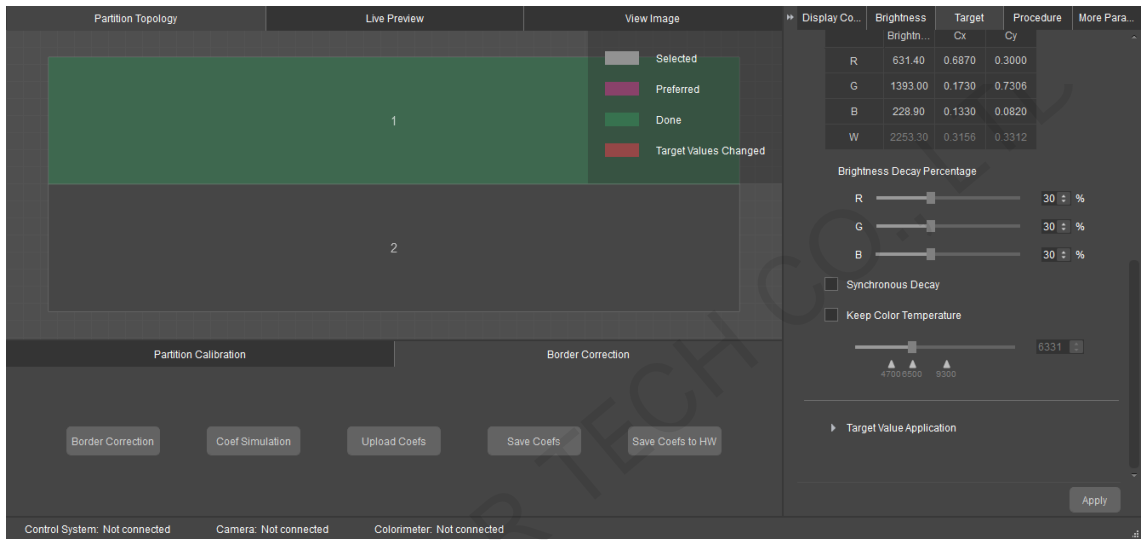 Partition Topology
Live Preview
View Image
Display Co... Brightness Target Procedure More Para...
Selected
Preferred
Done
Target Values Changed
1
2
Partition Calibration
Border Correction
Border Correction Coef Simulation Upload Coefs Save Coefs Save Coefs to HW
Brightn... Cx Cy
R 631.40 0.6870 0.3000
G 1393.00 0.1730 0.7306
B 228.90 0.1330 0.0820
W 2253.30 0.3156 0.3312
Brightness Decay Percentage
R 30 %
G 30 %
B 30 %
Synchronous Decay
Keep Color Temperature
6331
4700 6500 9300
Target Value Application
Apply
Control System: Not connected Camera: Not connected Colorimeter: Not connected
R TECH CO., LT